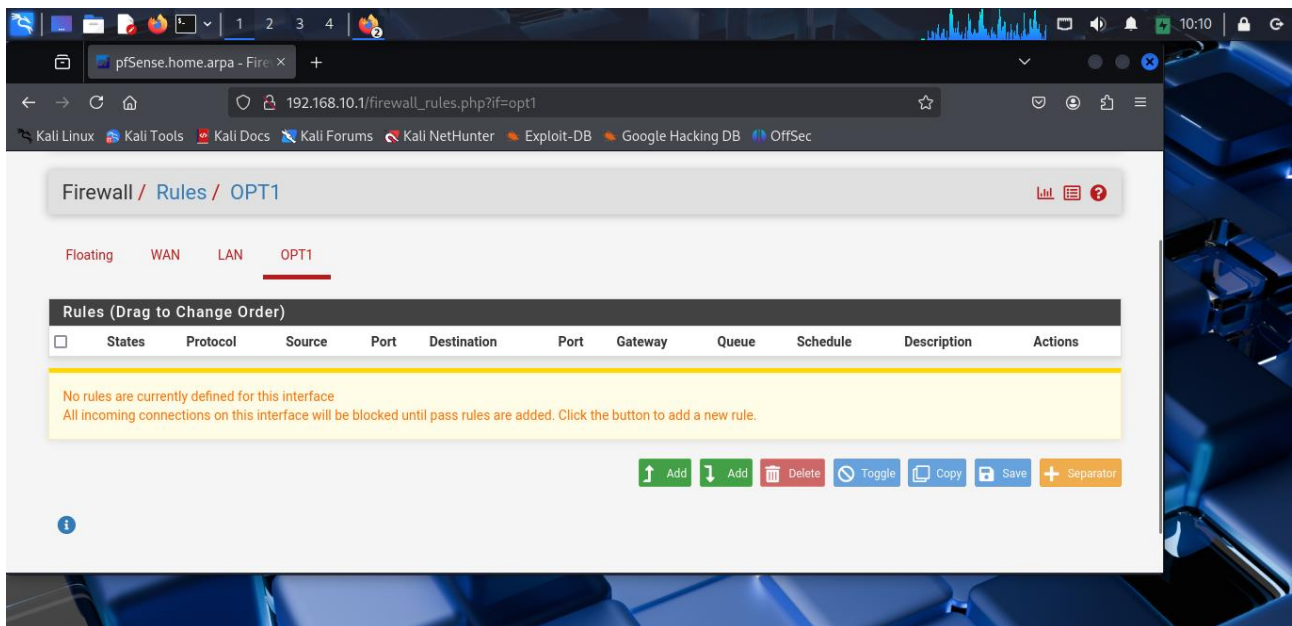 1 2 3 4 2 10:10
pfSense.home.arpa - Fire
192.168.10.1/firewall_rules.php?if=opt1
Kali Linux Kali Tools Kali Docs Kali Forums Kali NetHunter Exploit-DB Google Hacking DB OffSec
Firewall / Rules / OPT1
Floating WAN LAN OPT1
Rules (Drag to Change Order)
States Protocol Source Port Destination Port Gateway Queue Schedule Description Actions
No rules are currently defined for this interface
All incoming connections on this interface will be blocked until pass rules are added. Click the button to add a new rule.
Add Add Delete Toggle Copy Save Separator